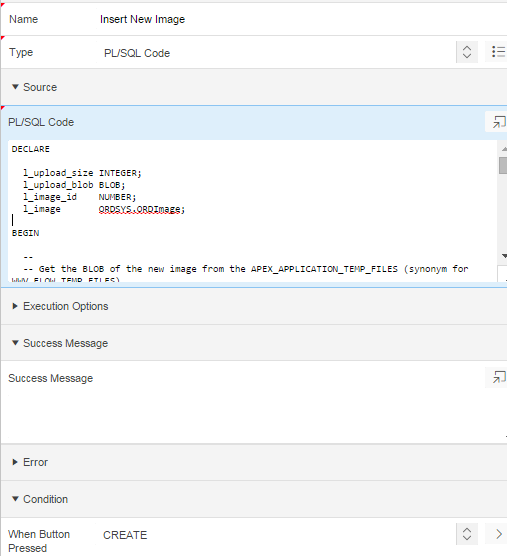 Name Insert New Image
Type PL/SQL Code
Source
PL/SQL Code
DECLARE
l_upload_size INTEGER;
l_upload_blob BLOB;
l_image_id NUMBER;
l_image ORDSYS.ORDImage;
BEGIN
--
-- Get the BLOB of the new image from the APEX_APPLICATION_TEMP_FILES (synonym for
WWV_FLOW_TEMP_FILES)
Execution Options
Success Message
Success Message
Error
Condition
When Button CREATE
Pressed